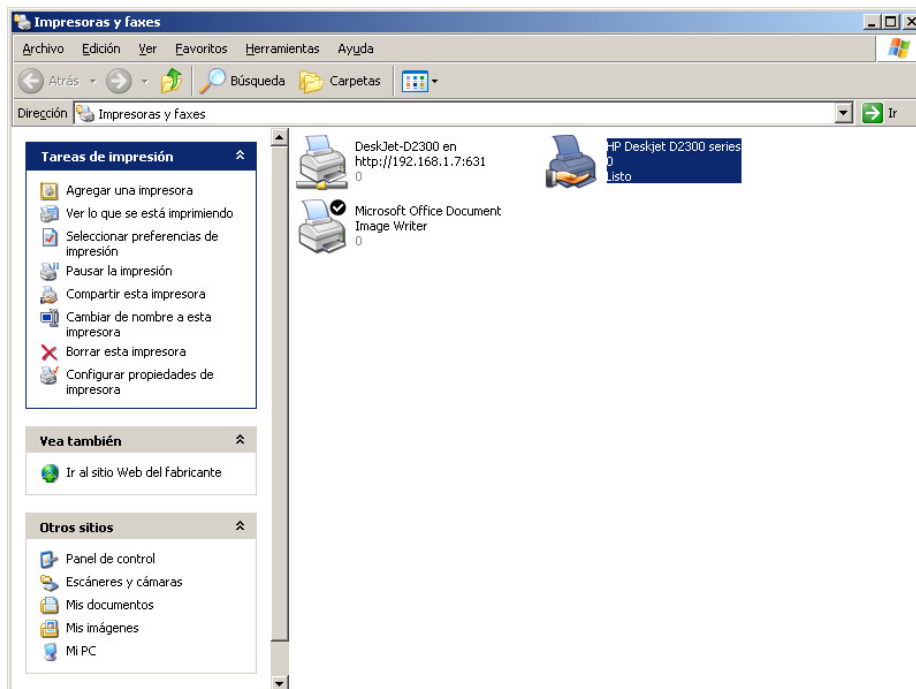 Impresoras y faxes
Archivo Edición Ver Favoritos Herramientas Ayuda
Atrás Búsqueda Carpetas
Dirección Impresoras y faxes Ir
Tareas de impresión
Agregar una impresora
Ver lo que se está imprimiendo
Seleccionar preferencias de
impresión
Pausar la impresión
Compartir esta impresora
Cambiar de nombre a esta
impresora
Borrar esta impresora
Configurar propiedades de
impresora
Vea también
Ir al sitio Web del fabricante
Otros sitios
Panel de control
Escáneres y cámaras
Mis documentos
Mis imágenes
Mi PC
DeskJet-D2300 en
http://192.168.1.7:631
0
HP Deskjet D2300 series
0
Listo
Microsoft Office Document
Image Writer
0